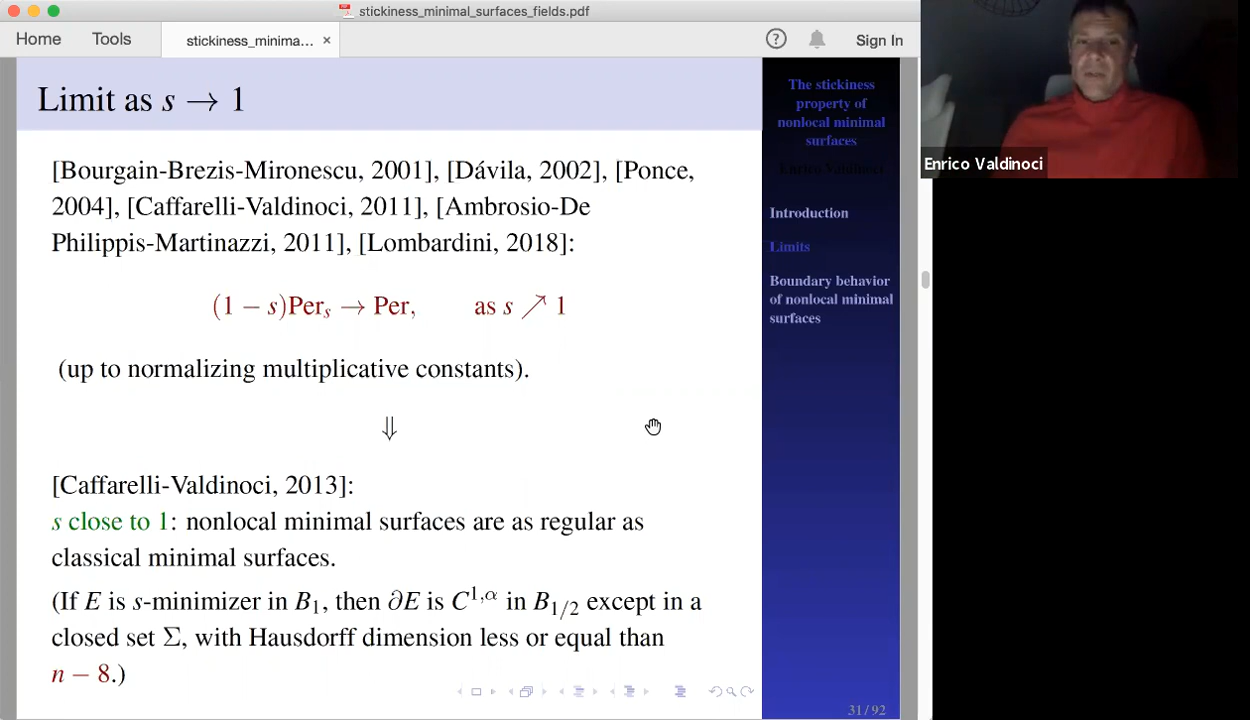 stickiness_minimal_surfaces_fields.pdf
Home
Tools
stickiness_minima... ×
?
Sign In
Limit as s → 1
[Bourgain-Brezis-Mironescu, 2001], [Dávila, 2002], [Ponce,
2004], [Caffarelli-Valdinoci, 2011], [Ambrosio-De
Philippis-Martinazzi, 2011], [Lombardini, 2018]:
(1 − s)Perₛ → Per, as s ↗ 1
(up to normalizing multiplicative constants).
⇓
[Caffarelli-Valdinoci, 2013]:
s close to 1: nonlocal minimal surfaces are as regular as
classical minimal surfaces.
(If E is s-minimizer in B₁, then ∂E is C^{1,α} in B_{1/2} except in a
closed set Σ, with Hausdorff dimension less or equal than
n − 8.)
The stickiness
property of
nonlocal minimal
surfaces
Enrico Valdinoci
Introduction
Limits
Boundary behavior
of nonlocal minimal
surfaces
31 / 92
Enrico Valdinoci